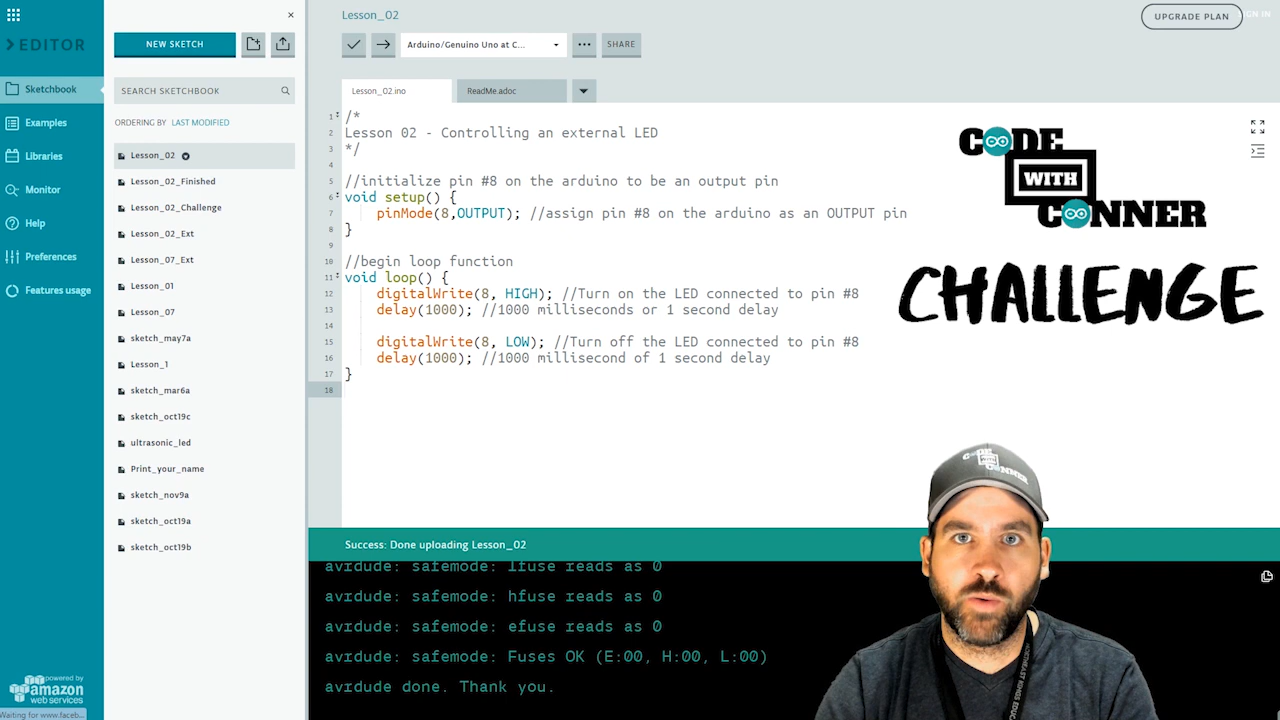 EDITOR
Sketchbook
Examples
Libraries
Monitor
Help
Preferences
Features usage
powered by
amazon
web services
Waiting for www.faceb...
NEW SKETCH
SEARCH SKETCHBOOK
ORDERING BY LAST MODIFIED
Lesson_02
Lesson_02_Finished
Lesson_02_Challenge
Lesson_02_Ext
Lesson_07_Ext
Lesson_01
Lesson_07
sketch_may7a
Lesson_1
sketch_mar6a
sketch_oct19c
ultrasonic_led
Print_your_name
sketch_nov9a
sketch_oct19a
sketch_oct19b
Lesson_02
UPGRADE PLAN
SIGN IN
Arduino/Genuino Uno at C...
SHARE
Lesson_02.ino
ReadMe.adoc
1 /*
2 Lesson 02 - Controlling an external LED
3 */
4
5 //initialize pin #8 on the arduino to be an output pin
6 void setup() {
7 pinMode(8,OUTPUT); //assign pin #8 on the arduino as an OUTPUT pin
8 }
9
10 //begin loop function
11 void loop() {
12 digitalWrite(8, HIGH); //Turn on the LED connected to pin #8
13 delay(1000); //1000 milliseconds or 1 second delay
14
15 digitalWrite(8, LOW); //Turn off the LED connected to pin #8
16 delay(1000); //1000 millisecond of 1 second delay
17 }
18
CODE
WITH
CONNER
CHALLENGE
Success: Done uploading Lesson_02
avrdude: safemode: lfuse reads as 0
avrdude: safemode: hfuse reads as 0
avrdude: safemode: efuse reads as 0
avrdude: safemode: Fuses OK (E:00, H:00, L:00)
avrdude done. Thank you.
CODE
WITH
CONNER